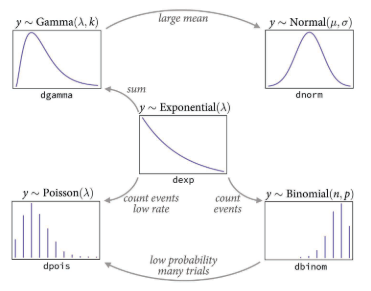 large mean
y ∼ Gamma(λ, k)
y ∼ Normal(μ, σ)
dgamma
dnorm
sum
y ∼ Exponential(λ)
dexp
y ∼ Poisson(λ)
count events
low rate
count
events
y ∼ Binomial(n, p)
dpois
low probability
many trials
dbinom